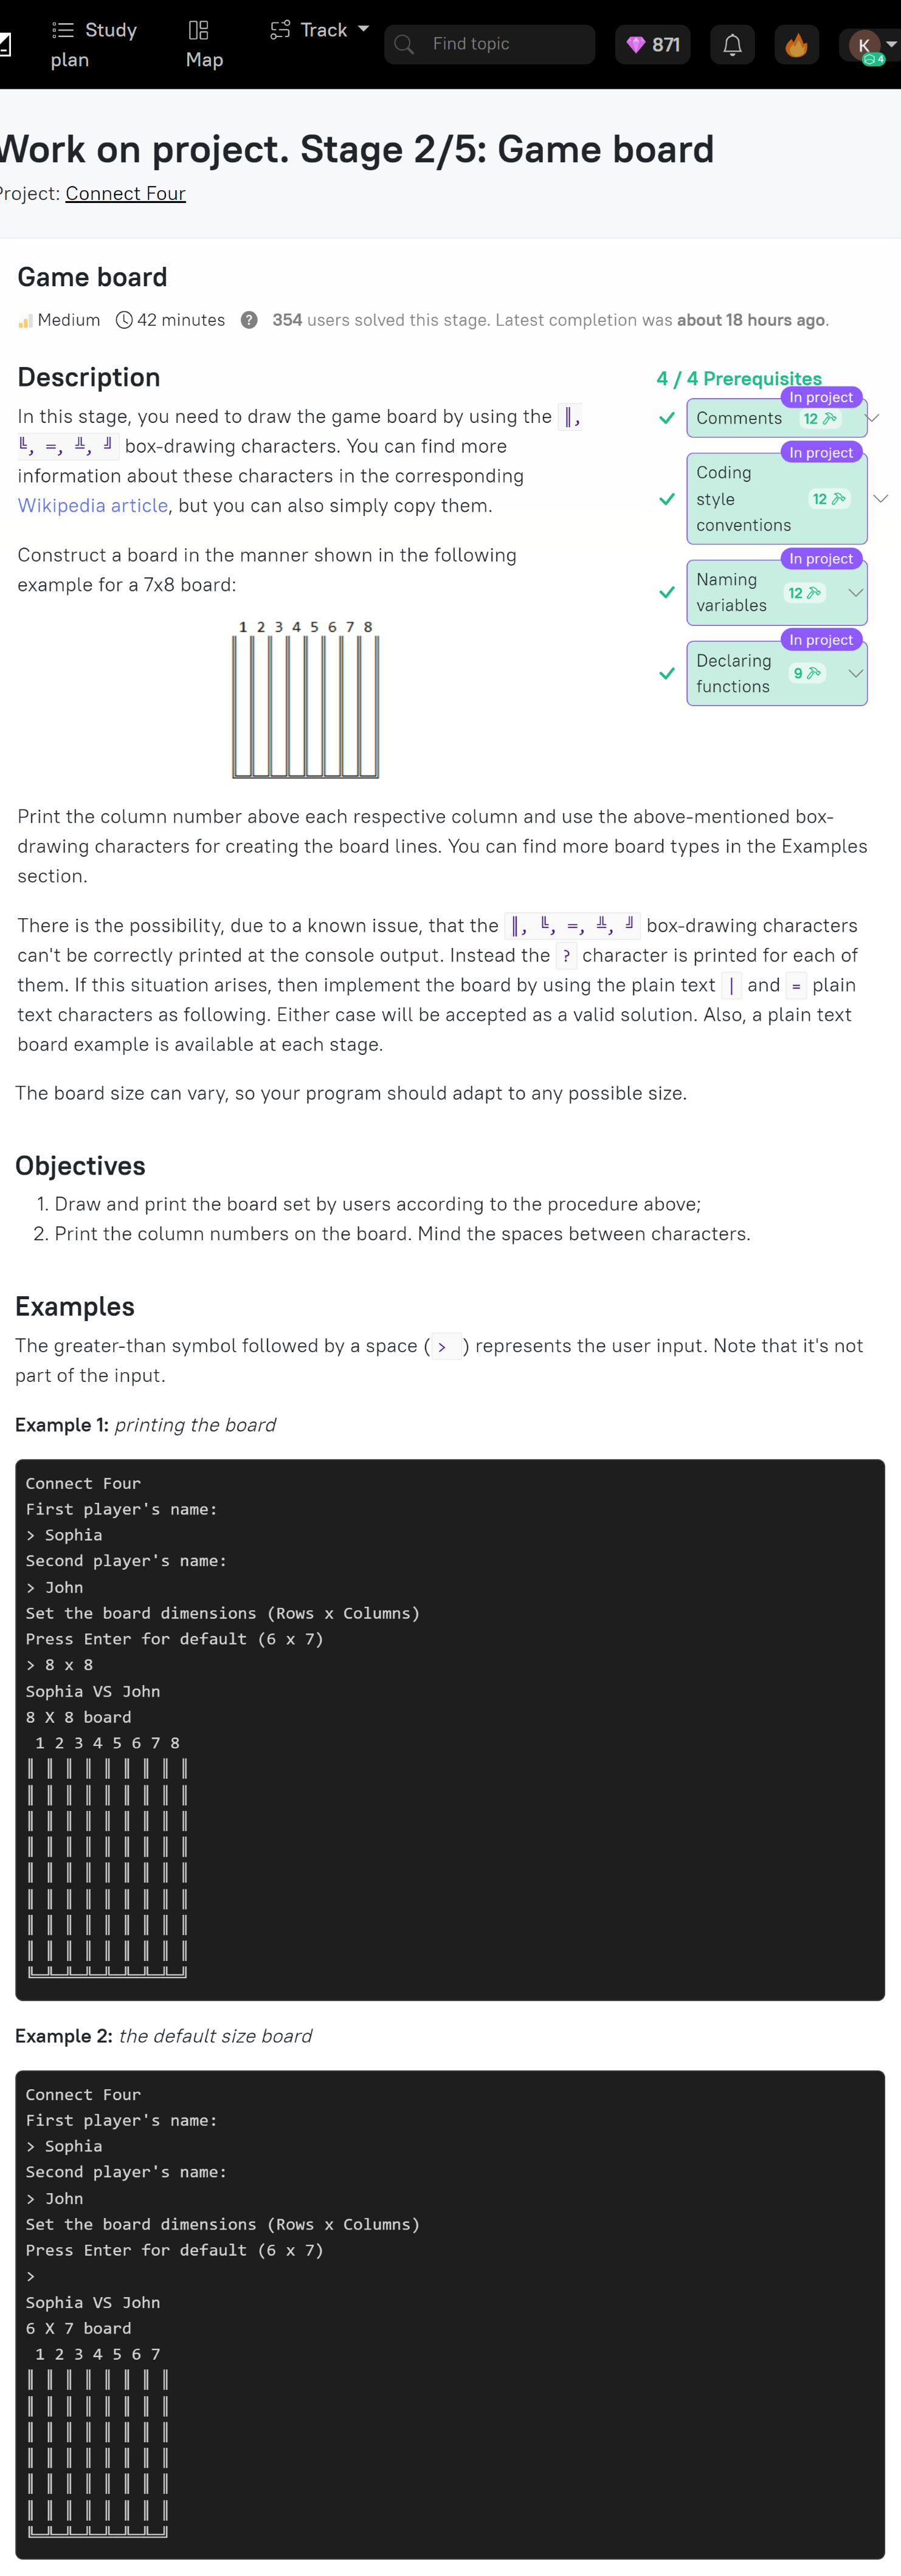 Study plan
Map
Track
Find topic
871
K
4
Work on project. Stage 2/5: Game board
Project: Connect Four
Game board
Medium 42 minutes ? 354 users solved this stage. Latest completion was about 18 hours ago.
Description
In this stage, you need to draw the game board by using the ║,
╚, ═, ╩, ╝ box-drawing characters. You can find more
information about these characters in the corresponding
Wikipedia article, but you can also simply copy them.
Construct a board in the manner shown in the following
example for a 7x8 board:
1 2 3 4 5 6 7 8
4 / 4 Prerequisites
In project
Comments 12
In project
Coding
style 12
conventions
In project
Naming
variables 12
In project
Declaring
functions 9
Print the column number above each respective column and use the above-mentioned box-
drawing characters for creating the board lines. You can find more board types in the Examples
section.
There is the possibility, due to a known issue, that the ║, ╚, ═, ╩, ╝ box-drawing characters
can't be correctly printed at the console output. Instead the ? character is printed for each of
them. If this situation arises, then implement the board by using the plain text | and = plain
text characters as following. Either case will be accepted as a valid solution. Also, a plain text
board example is available at each stage.
The board size can vary, so your program should adapt to any possible size.
Objectives
1. Draw and print the board set by users according to the procedure above;
2. Print the column numbers on the board. Mind the spaces between characters.
Examples
The greater-than symbol followed by a space (> ) represents the user input. Note that it's not
part of the input.
Example 1: printing the board
Connect Four
First player's name:
> Sophia
Second player's name:
> John
Set the board dimensions (Rows x Columns)
Press Enter for default (6 x 7)
> 8 x 8
Sophia VS John
8 X 8 board
 1 2 3 4 5 6 7 8
║ ║ ║ ║ ║ ║ ║ ║ ║
║ ║ ║ ║ ║ ║ ║ ║ ║
║ ║ ║ ║ ║ ║ ║ ║ ║
║ ║ ║ ║ ║ ║ ║ ║ ║
║ ║ ║ ║ ║ ║ ║ ║ ║
║ ║ ║ ║ ║ ║ ║ ║ ║
║ ║ ║ ║ ║ ║ ║ ║ ║
║ ║ ║ ║ ║ ║ ║ ║ ║
╚═╩═╩═╩═╩═╩═╩═╩═╝
Example 2: the default size board
Connect Four
First player's name:
> Sophia
Second player's name:
> John
Set the board dimensions (Rows x Columns)
Press Enter for default (6 x 7)
>
Sophia VS John
6 X 7 board
 1 2 3 4 5 6 7
║ ║ ║ ║ ║ ║ ║ ║
║ ║ ║ ║ ║ ║ ║ ║
║ ║ ║ ║ ║ ║ ║ ║
║ ║ ║ ║ ║ ║ ║ ║
║ ║ ║ ║ ║ ║ ║ ║
║ ║ ║ ║ ║ ║ ║ ║
╚═╩═╩═╩═╩═╩═╩═╝